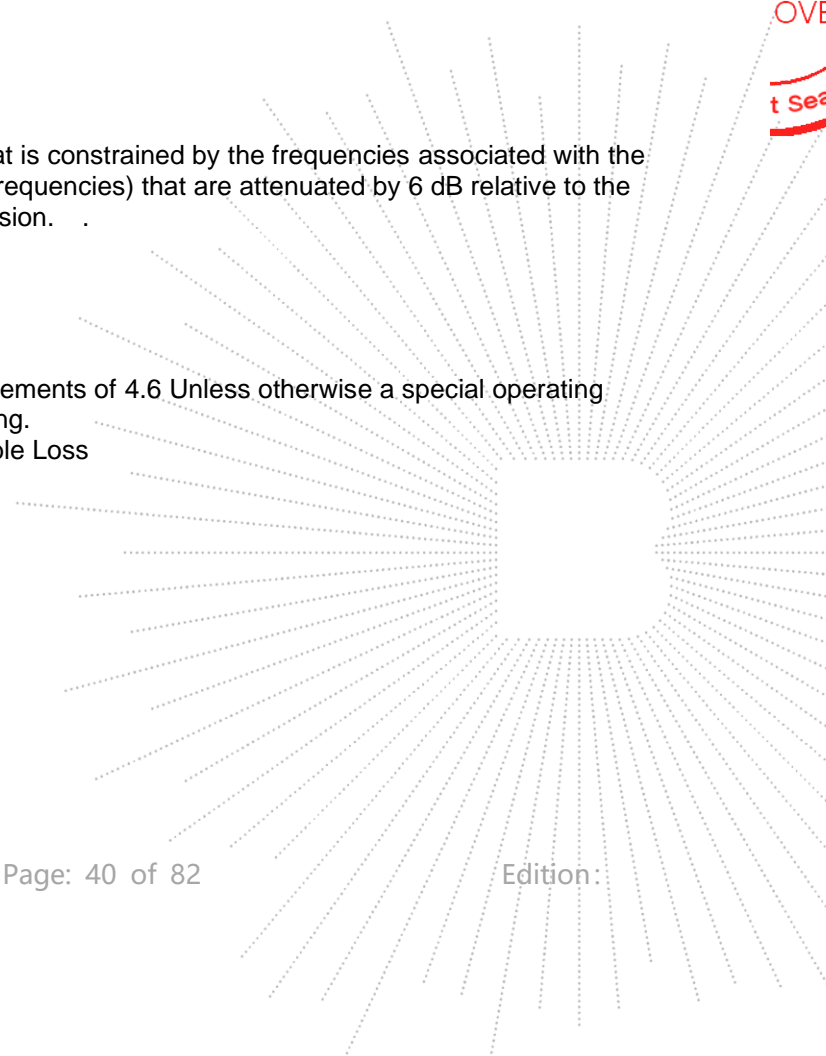 OVE
t Sea
at is constrained by the frequencies associated with the
requencies) that are attenuated by 6 dB relative to the
sion. .
ements of 4.6 Unless otherwise a special operating
ng.
ole Loss
Page: 40 of 82 Edition: